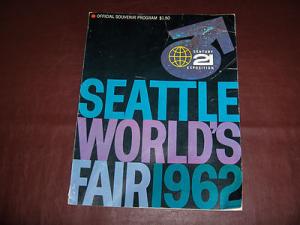 OFFICIAL SOUVENIR PROGRAM $1.50
CENTURY
21
EXPOSITION
SEATTLE
WORLD'S
FAIR 1962